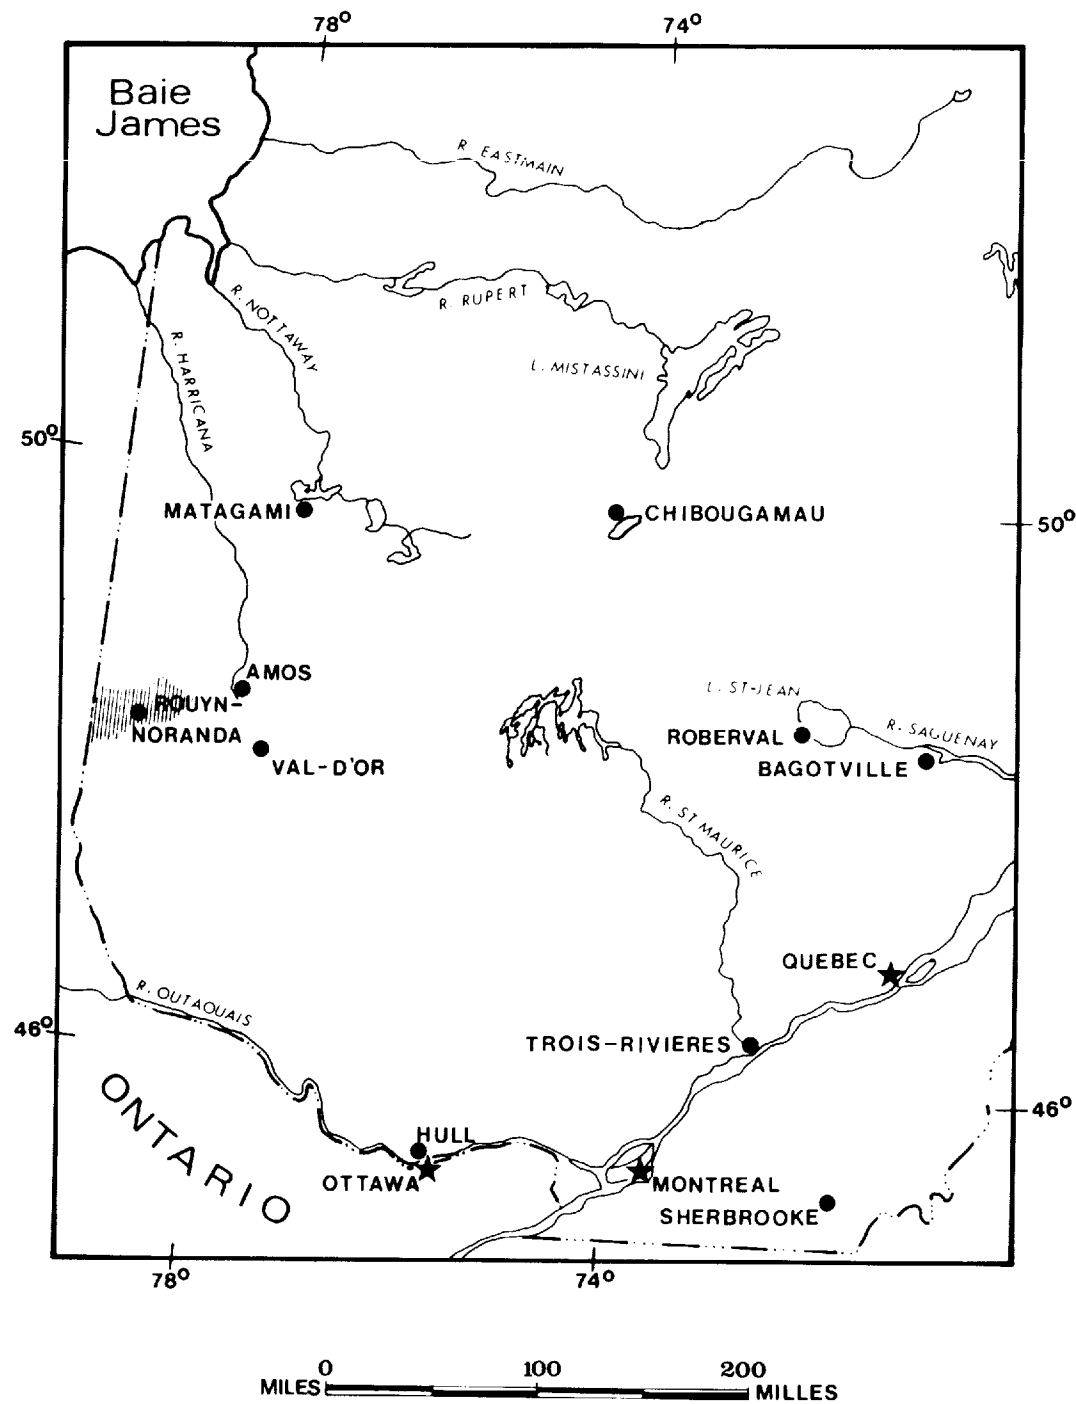 78° 74°
Baie
James
R. EASTMAIN
R. RUPERT
R. NOTTAWAY
R. HARRICANA
L. MISTASSINI
50°
MATAGAMI
CHIBOUGAMAU
50°
AMOS
ROUYN-
NORANDA
VAL-D'OR
L. ST-JEAN
ROBERVAL
R. SAGUENAY
BAGOTVILLE
R. ST MAURICE
QUEBEC
R. OUTAOUAIS
46°
TROIS-RIVIERES
ONTARIO
46°
HULL
OTTAWA
MONTREAL
SHERBROOKE
78° 74°
0 100 200
MILES MILLES